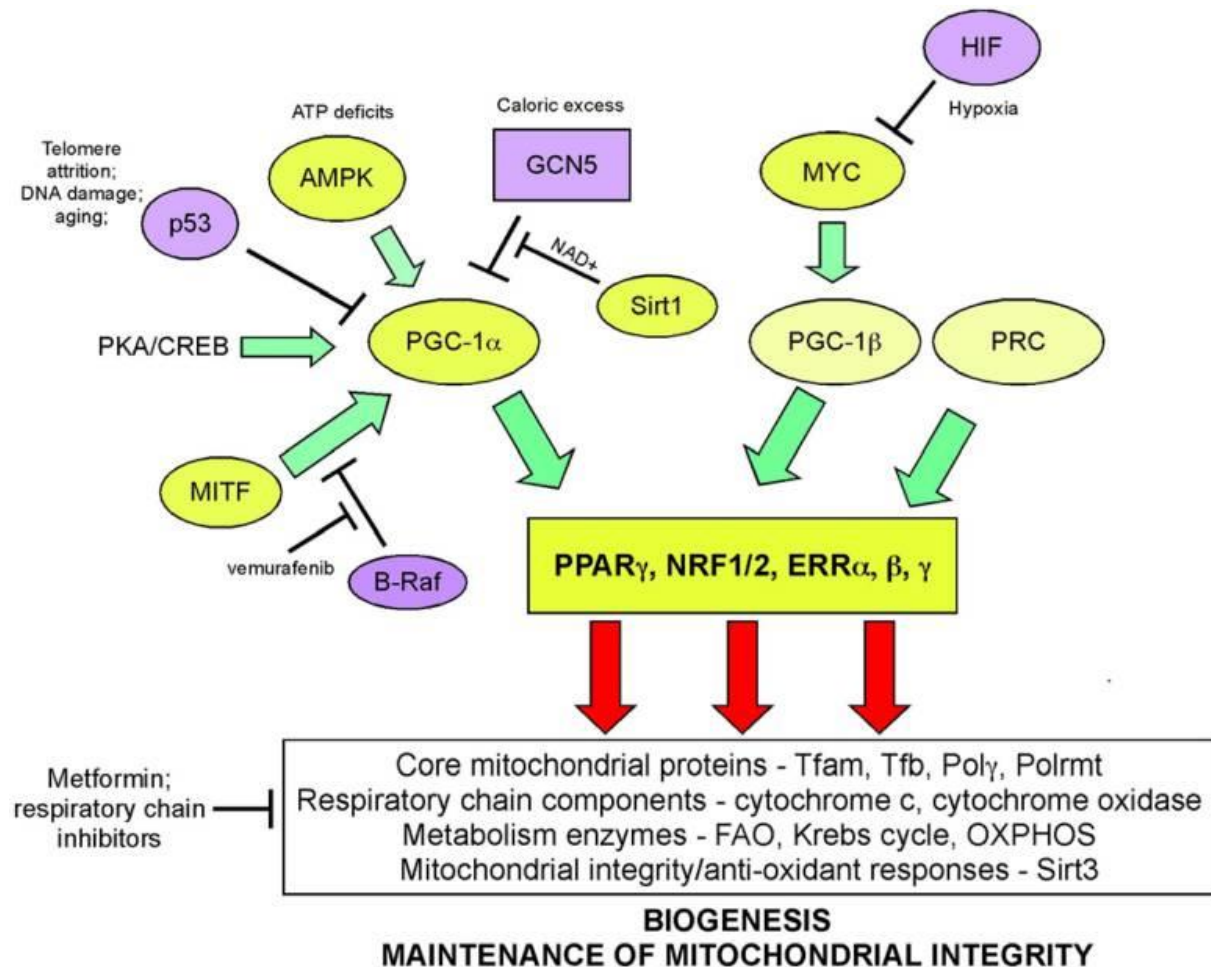 HIF
Hypoxia
Caloric excess
GCN5
ATP deficits
AMPK
Telomere
attrition;
DNA damage;
aging;
p53
MYC
NAD+
Sirt1
PKA/CREB
PGC-1α
PGC-1β
PRC
MITF
vemurafenib
B-Raf
PPARγ, NRF1/2, ERRα, β, γ
Metformin;
respiratory chain
inhibitors
Core mitochondrial proteins - Tfam, Tfb, Polγ, Polrmt
Respiratory chain components - cytochrome c, cytochrome oxidase
Metabolism enzymes - FAO, Krebs cycle, OXPHOS
Mitochondrial integrity/anti-oxidant responses - Sirt3
BIOGENESIS
MAINTENANCE OF MITOCHONDRIAL INTEGRITY